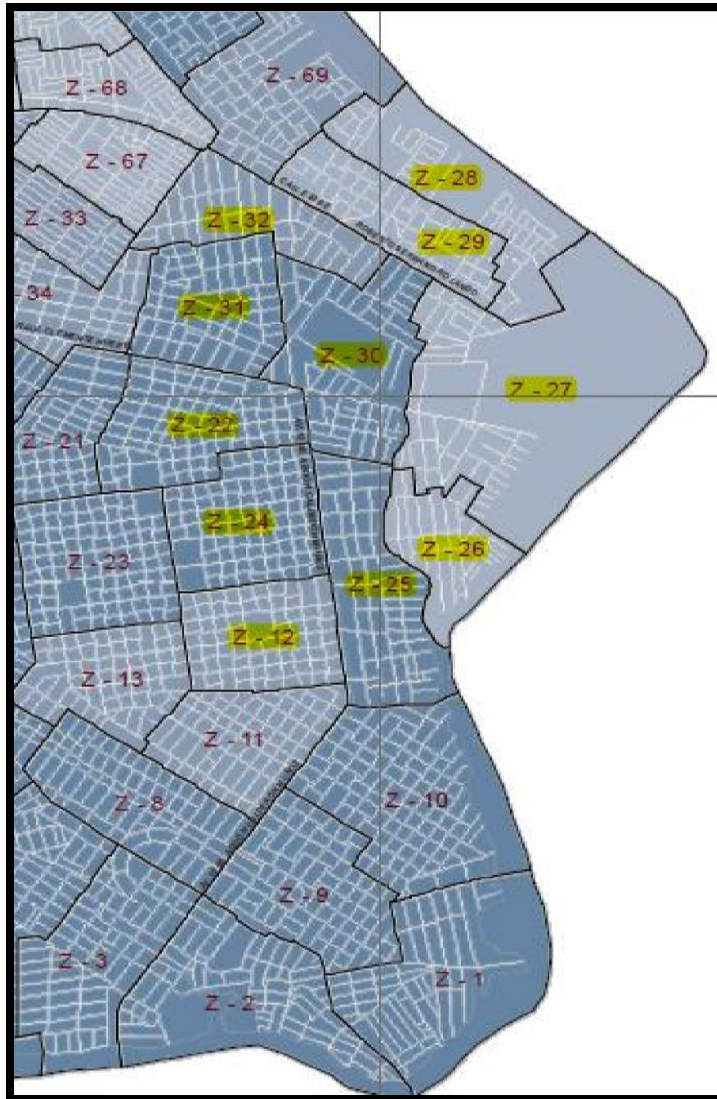 Z - 69
Z - 68
Z - 67
Z - 28
Z - 33
Z - 32
Z - 29
- 34
Z - 31
Z - 30
Z - 27
Z - 22
Z - 21
Z - 24
Z - 26
Z - 23
Z - 25
Z - 12
Z - 13
Z - 11
Z - 10
Z - 8
Z - 9
Z - 3
Z - 1
Z - 2